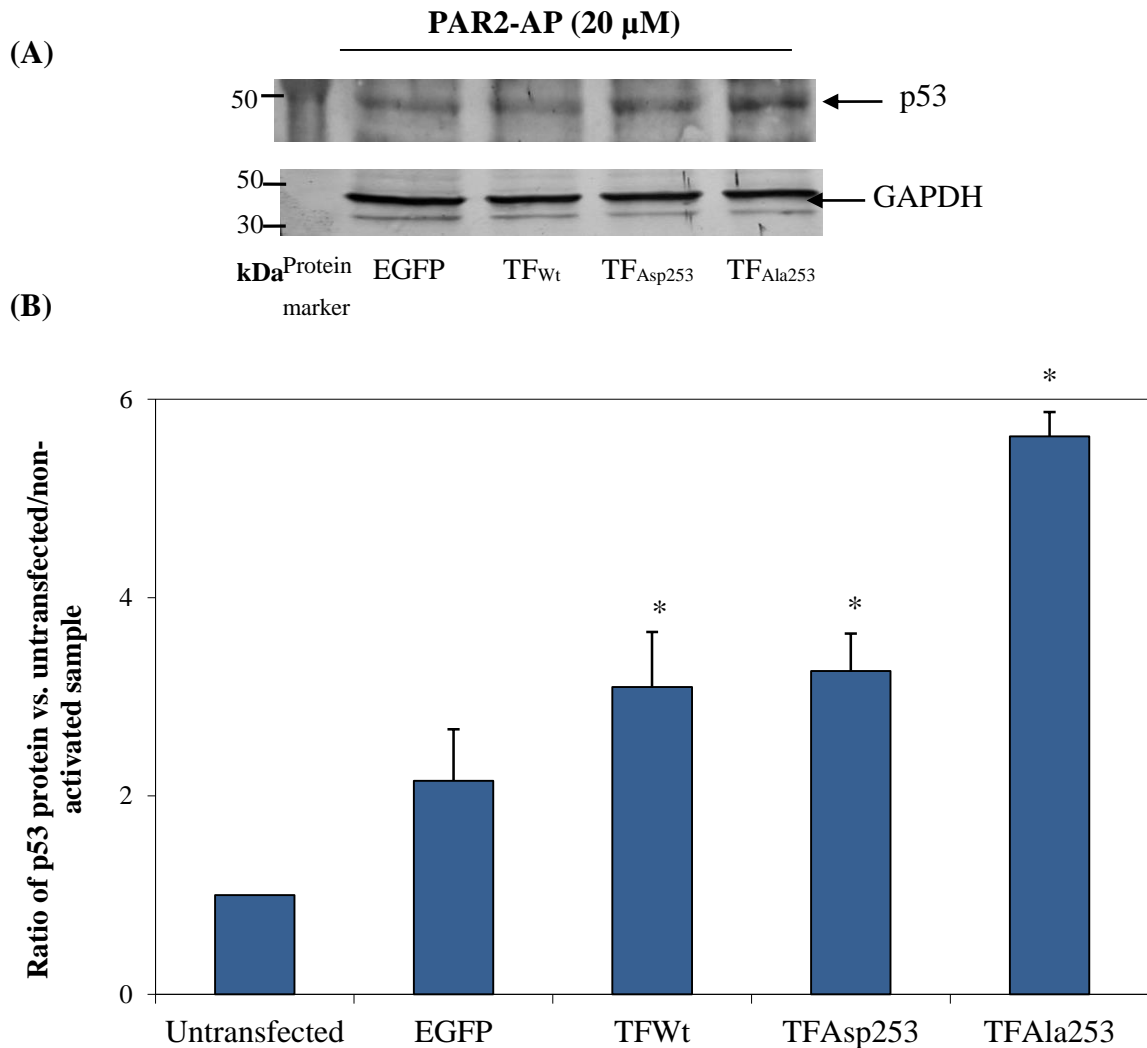 PAR2-AP (20 µM)
(A)
50
p53
50
GAPDH
30
kDa Protein marker EGFP TFWt TFAsp253 TFAla253
(B)
Ratio of p53 protein vs. untransfected/non-
activated sample
6
4
2
0
*
*
*
Untransfected EGFP TFWt TFAsp253 TFAla253